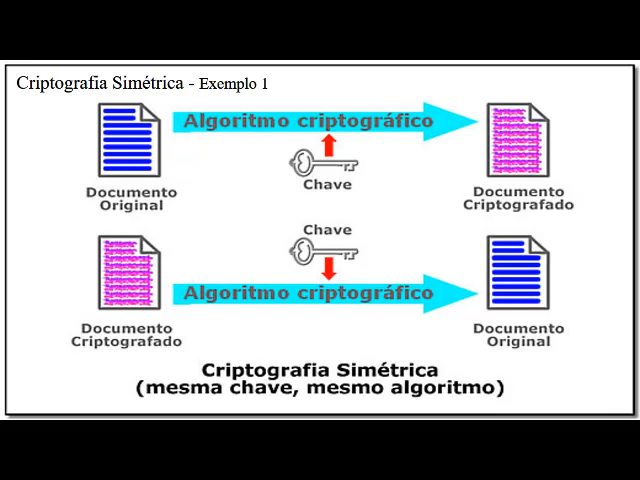 Criptografia Simétrica - Exemplo 1
Algoritmo criptográfico
Chave
Documento
Original
Documento
Criptografado
Chave
Algoritmo criptográfico
Documento
Criptografado
Documento
Original
Criptografia Simétrica
(mesma chave, mesmo algoritmo)